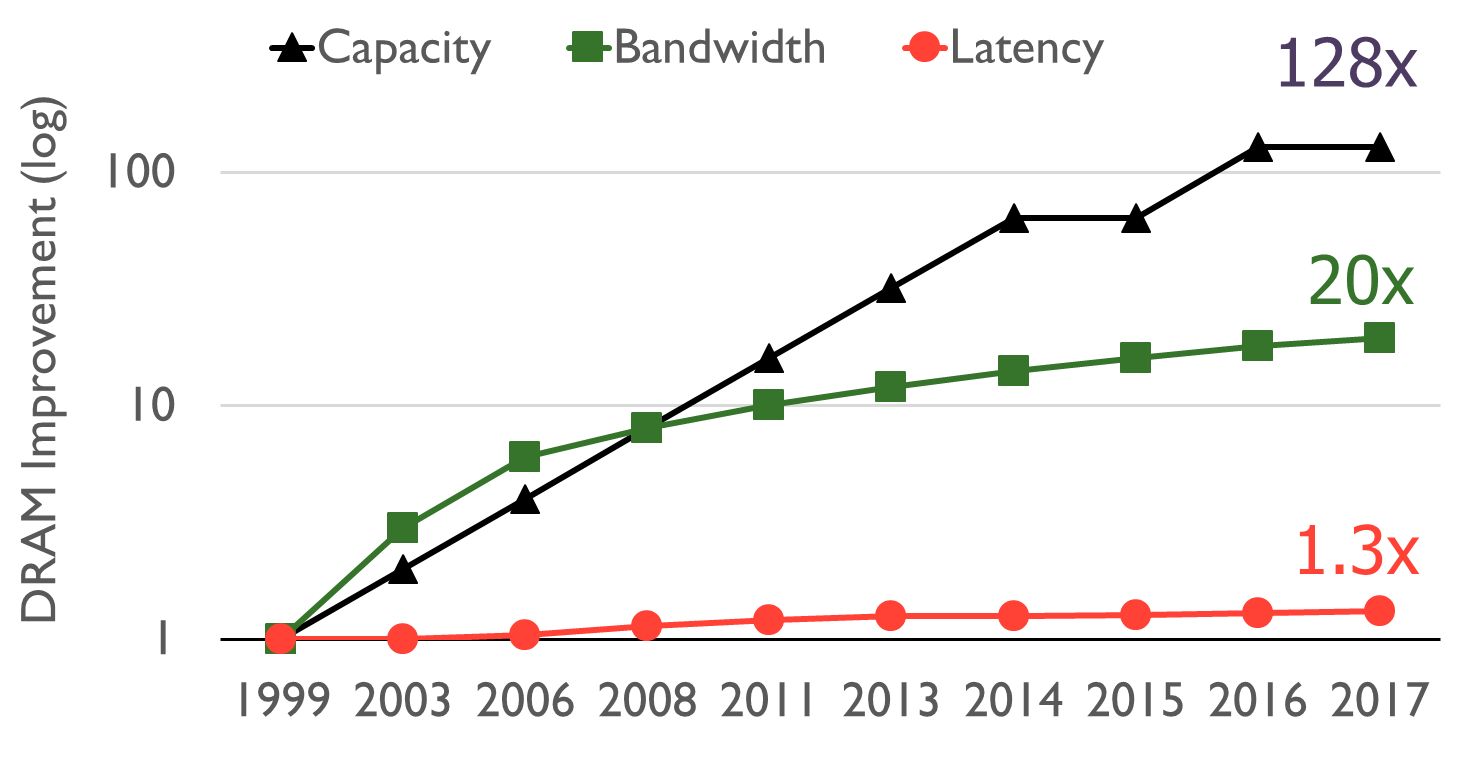 Capacity Bandwidth Latency
128x
DRAM Improvement (log)
100
20x
10
1.3x
1
1999 2003 2006 2008 2011 2013 2014 2015 2016 2017